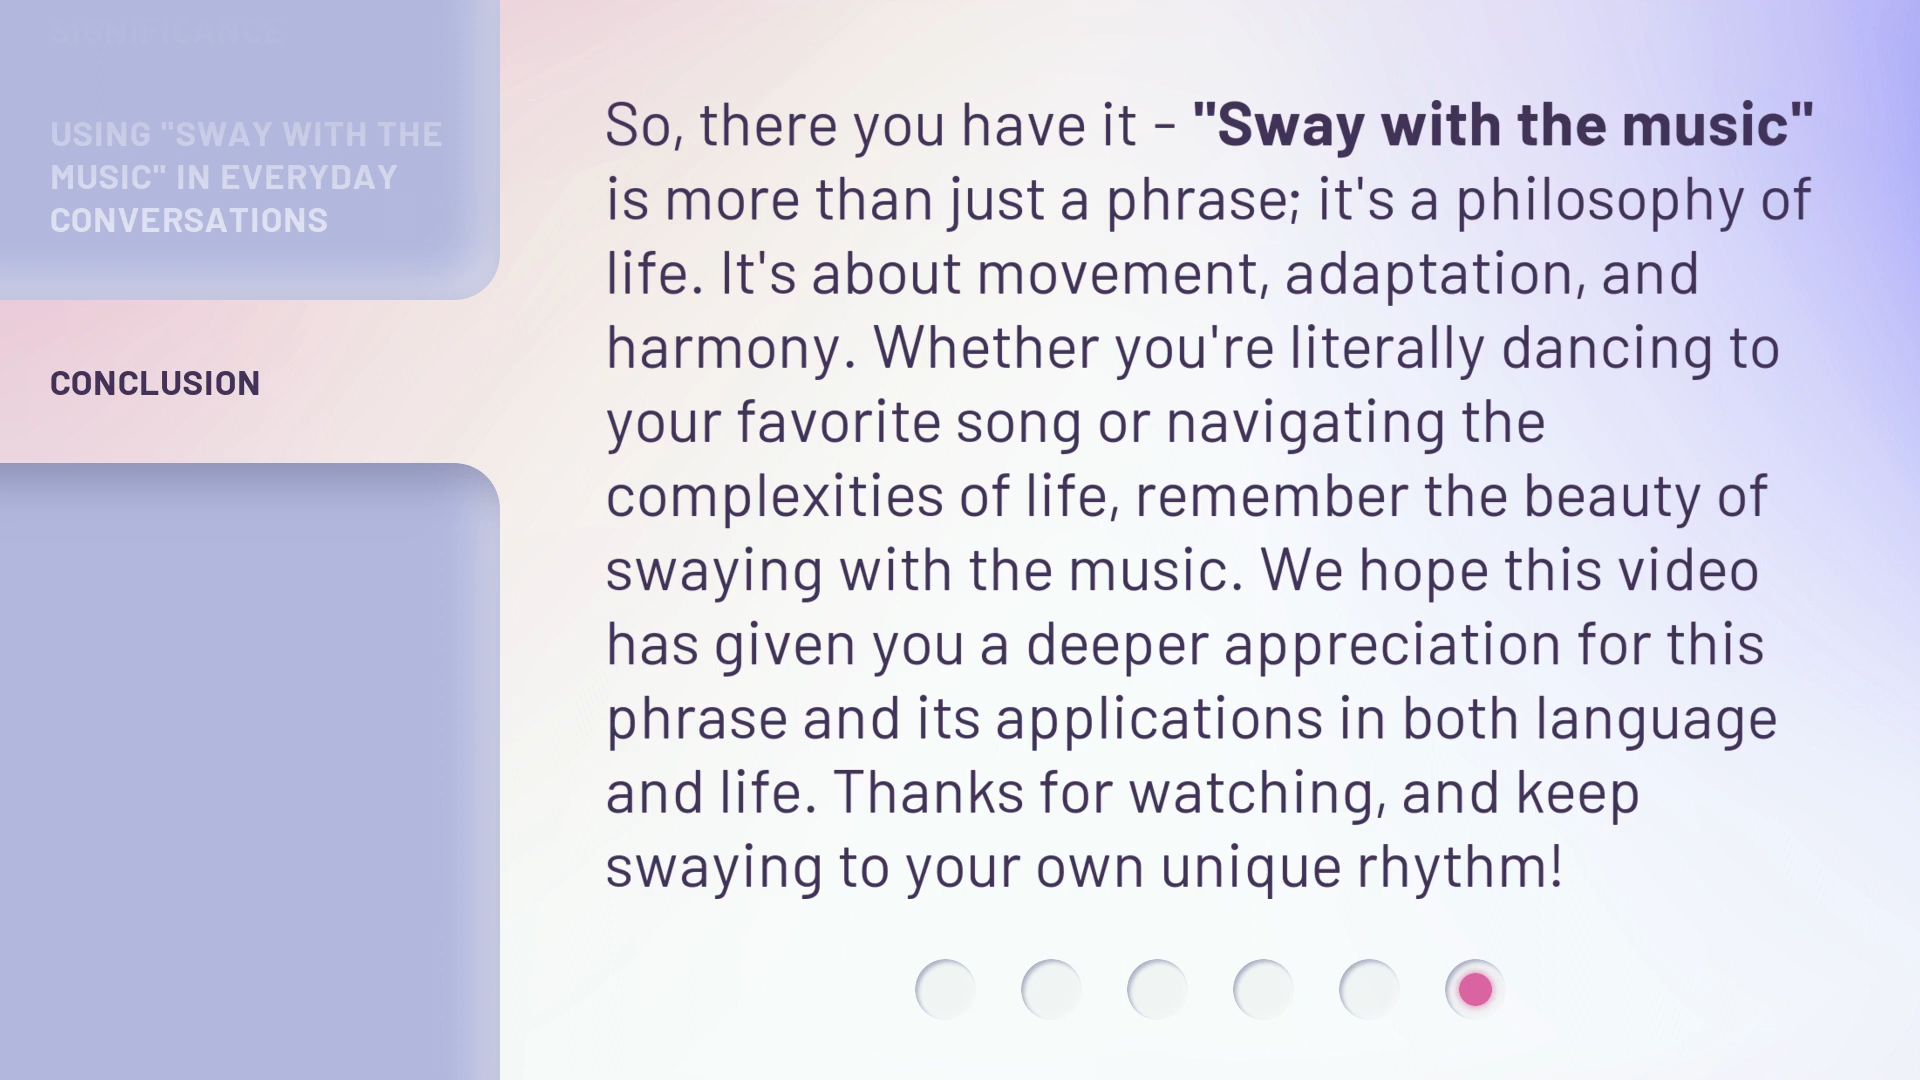 SIGNIFICANCE
USING "SWAY WITH THE
MUSIC" IN EVERYDAY
CONVERSATIONS
CONCLUSION
So, there you have it - "Sway with the music"
is more than just a phrase; it's a philosophy of
life. It's about movement, adaptation, and
harmony. Whether you're literally dancing to
your favorite song or navigating the
complexities of life, remember the beauty of
swaying with the music. We hope this video
has given you a deeper appreciation for this
phrase and its applications in both language
and life. Thanks for watching, and keep
swaying to your own unique rhythm!